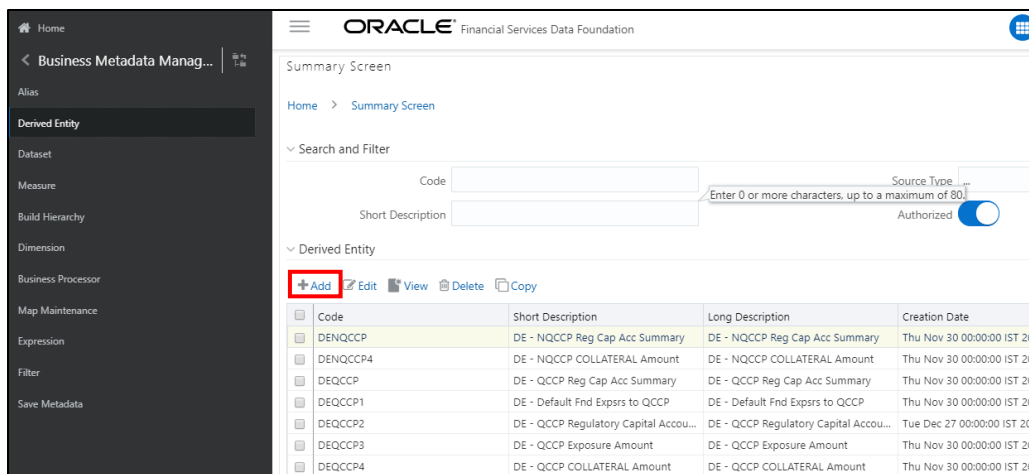 Home
Business Metadata Manag...
Alias
Derived Entity
Dataset
Measure
Build Hierarchy
Dimension
Business Processor
Map Maintenance
Expression
Filter
Save Metadata
ORACLE® Financial Services Data Foundation
Summary Screen
Home > Summary Screen
Search and Filter
Code
Source Type ...
Enter 0 or more characters, up to a maximum of 80.
Short Description
Authorized
Derived Entity
Add Edit View Delete Copy
Code Short Description Long Description Creation Date
DENQCCP DE - NQCCP Reg Cap Acc Summary DE - NQCCP Reg Cap Acc Summary Thu Nov 30 00:00:00 IST 20
DENQCCP4 DE - NQCCP COLLATERAL Amount DE - NQCCP COLLATERAL Amount Thu Nov 30 00:00:00 IST 20
DEQCCP DE - QCCP Reg Cap Acc Summary DE - QCCP Reg Cap Acc Summary Thu Nov 30 00:00:00 IST 20
DEQCCP1 DE - Default Fnd Expsrs to QCCP DE - Default Fnd Expsrs to QCCP Thu Nov 30 00:00:00 IST 20
DEQCCP2 DE - QCCP Regulatory Capital Accou... DE - QCCP Regulatory Capital Accou... Tue Dec 27 00:00:00 IST 20
DEQCCP3 DE - QCCP Exposure Amount DE - QCCP Exposure Amount Thu Nov 30 00:00:00 IST 20
DEQCCP4 DE - QCCP COLLATERAL Amount DE - QCCP COLLATERAL Amount Thu Nov 30 00:00:00 IST 20